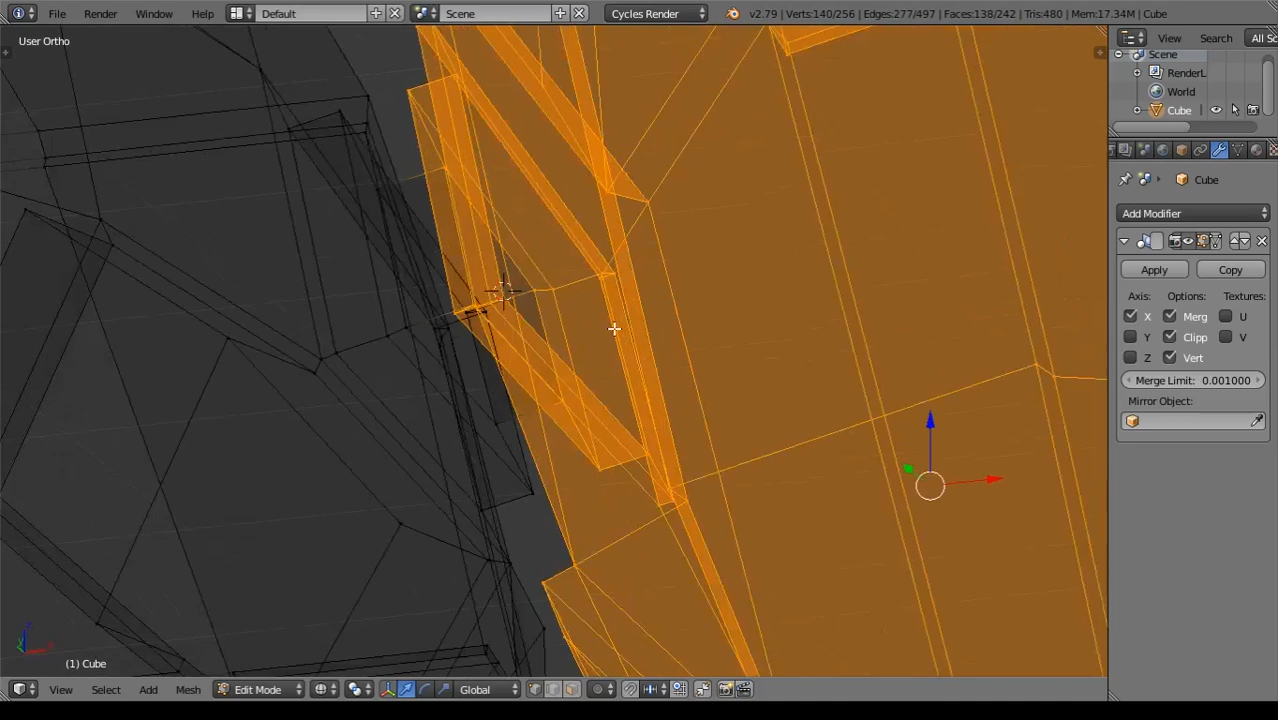 File Render Window Help Default Scene Cycles Render v2.79 | Verts:140/256 | Edges:277/497 | Faces:138/242 | Tris:480 | Mem:17.34M | Cube
User Ortho
View Search All Sc
Scene
RenderL
World
Cube
Cube
Add Modifier
Apply Copy
Axis: Options: Textures:
X Merg U
Y Clipp V
Z Vert
Merge Limit: 0.001000
Mirror Object:
(1) Cube
View Select Add Mesh Edit Mode Global